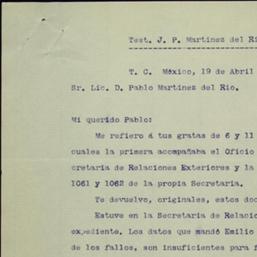 Test. J. P. Martínez del Rí
T. C. México, 19 de Abril
Sr. Lic. D. Pablo Martínez del Río.
Mi querido Pablo:
Me refiero á tus gratas de 6 y 11
cuales la primera acompañaba el Oficio
cretaría de Relaciones Exteriores y la
1061 y 1062 de la propia Secretaría.
Te devuelvo, originales, estos doc
Estuve en la Secretaría de Relaci
expediente. Los datos que mandó Emilio
de los fallos, son insuficientes para f